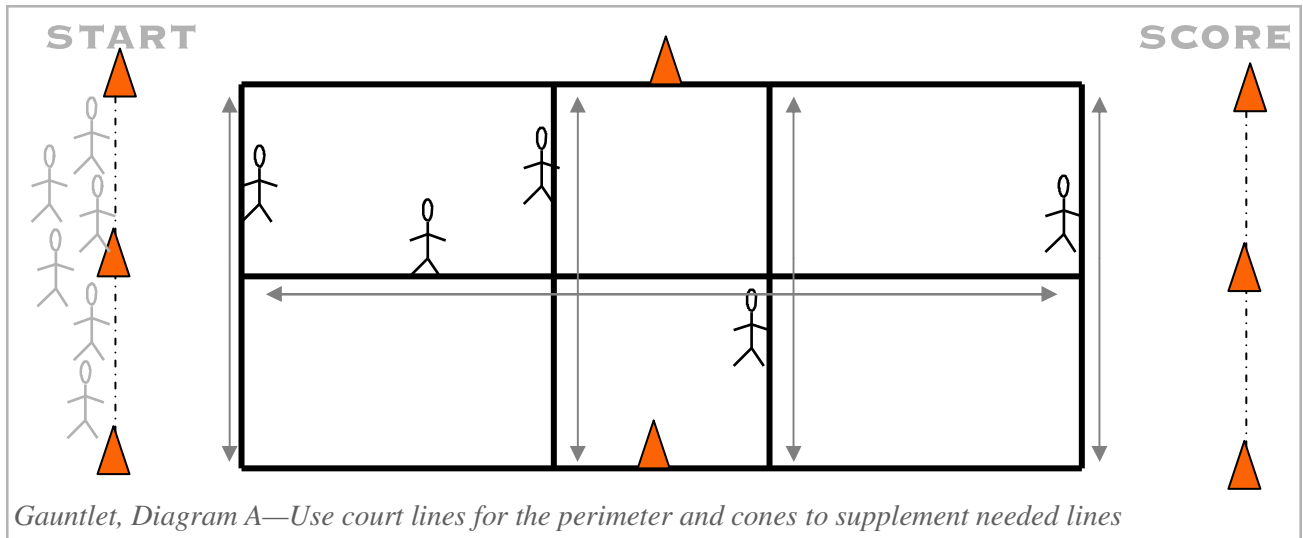 START
SCORE
Gauntlet, Diagram A—Use court lines for the perimeter and cones to supplement needed lines